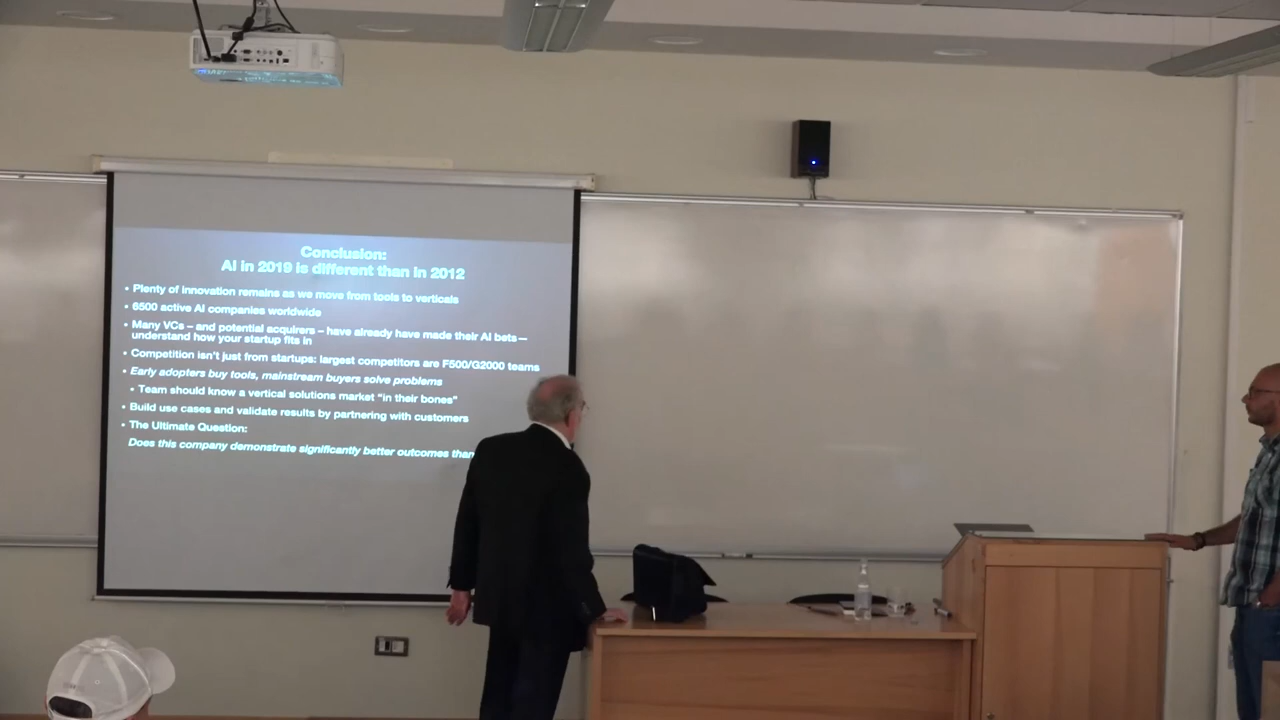 Conclusion:
AI in 2019 is different than in 2012
• Plenty of innovation remains as we move from tools to verticals
• 6500 active AI companies worldwide
• Many VCs – and potential acquirers – have already have made their AI bets—
understand how your startup fits in
• Competition isn't just from startups: largest competitors are F500/G2000 teams
• Early adopters buy tools, mainstream buyers solve problems
• Team should know a vertical solutions market "in their bones"
• Build use cases and validate results by partnering with customers
• The Ultimate Question:
Does this company demonstrate significantly better outcomes than